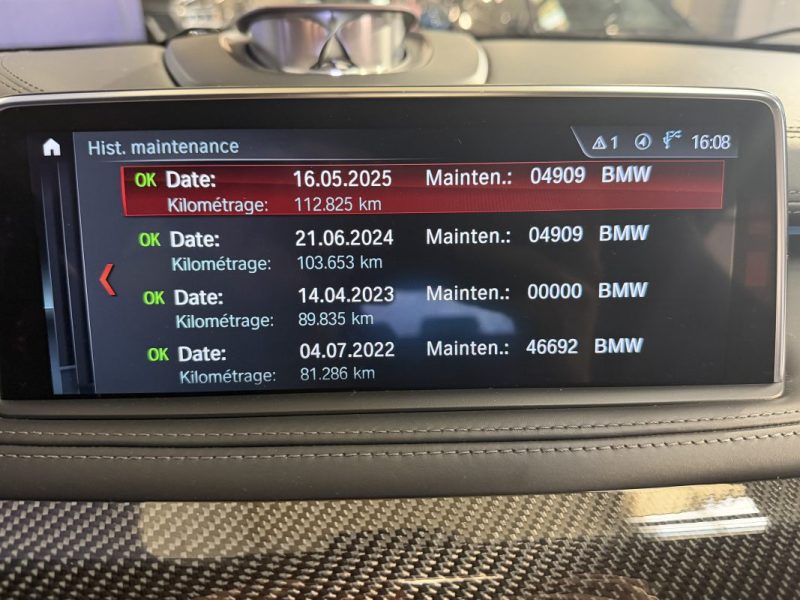 Hist. maintenance 1 16:08
OK Date: 16.05.2025 Mainten.: 04909 BMW
Kilométrage: 112.825 km
OK Date: 21.06.2024 Mainten.: 04909 BMW
Kilométrage: 103.653 km
OK Date: 14.04.2023 Mainten.: 00000 BMW
Kilométrage: 89.835 km
OK Date: 04.07.2022 Mainten.: 46692 BMW
Kilométrage: 81.286 km